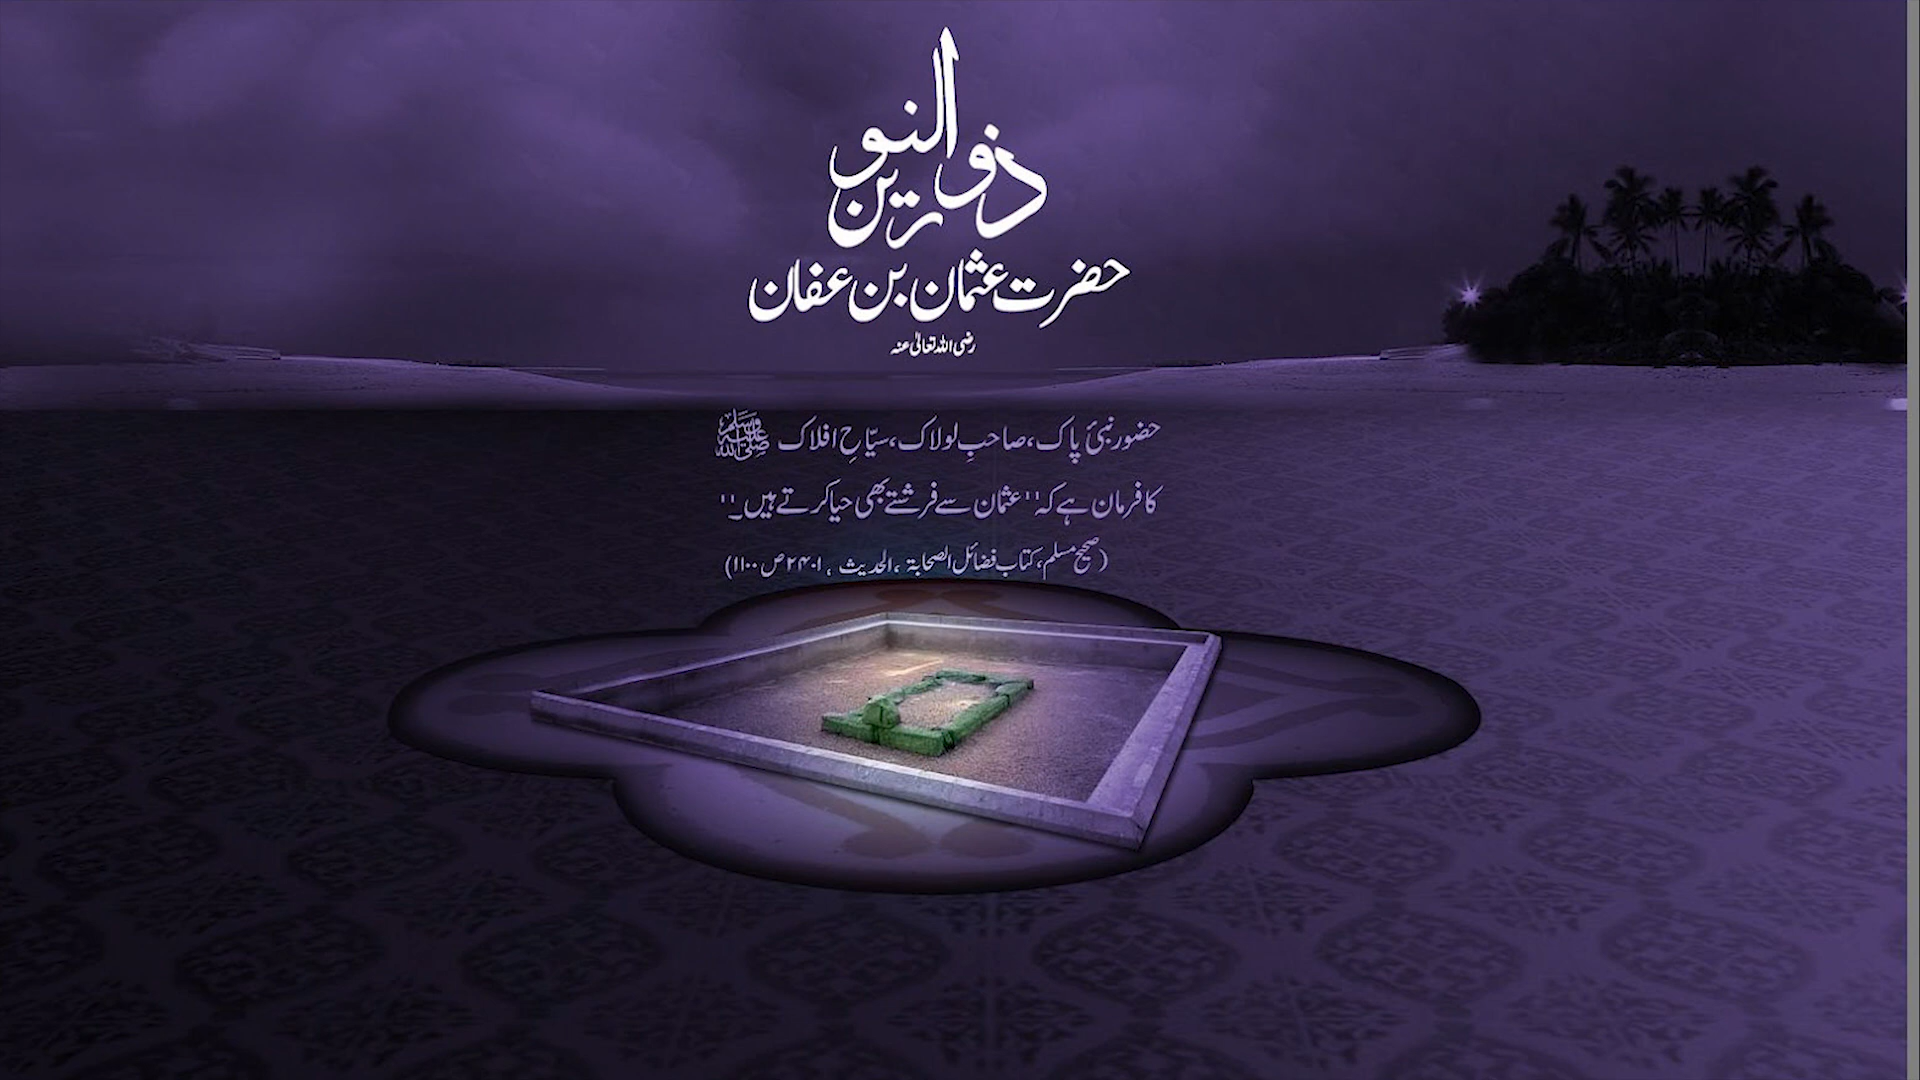 ذوالنورین
حضرت عثمان بن عفان
رضی اللہ تعالیٰ عنہ
حضور نبیٔ پاک، صاحبِ لولاک، سیّاحِ افلاک ﷺ
کا فرمان ہے کہ "عثمان سے فرشتے بھی حیا کرتے ہیں۔"
(صحیح مسلم، کتاب فضائل الصحابة، الحدیث ، ۲۴۰۱ ص ۱۱۰۰)